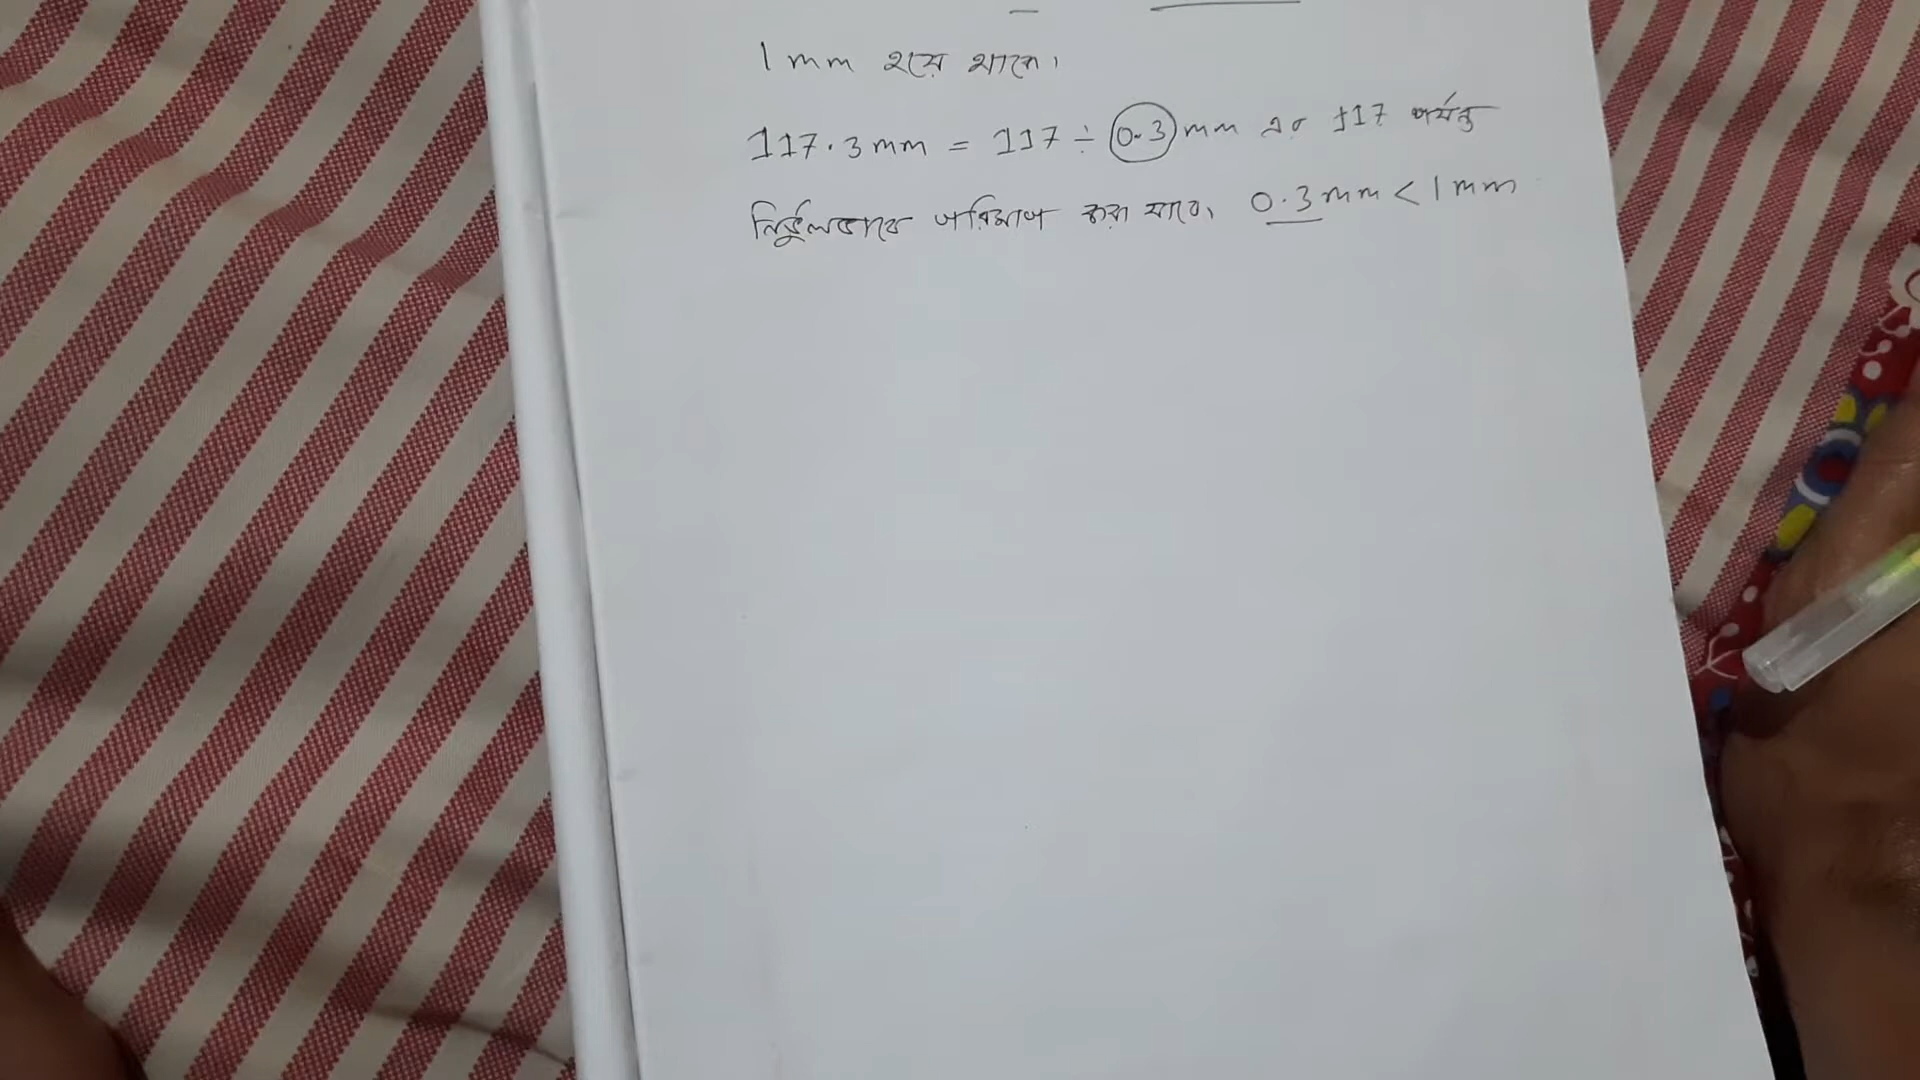 1 mm হয়ে থাকে।
117.3 mm = 117 ÷ 0.3 mm এর 117 পর্যন্ত
নির্ভুলভাবে পরিমাপ করা যাবে, 0.3 mm < 1 mm